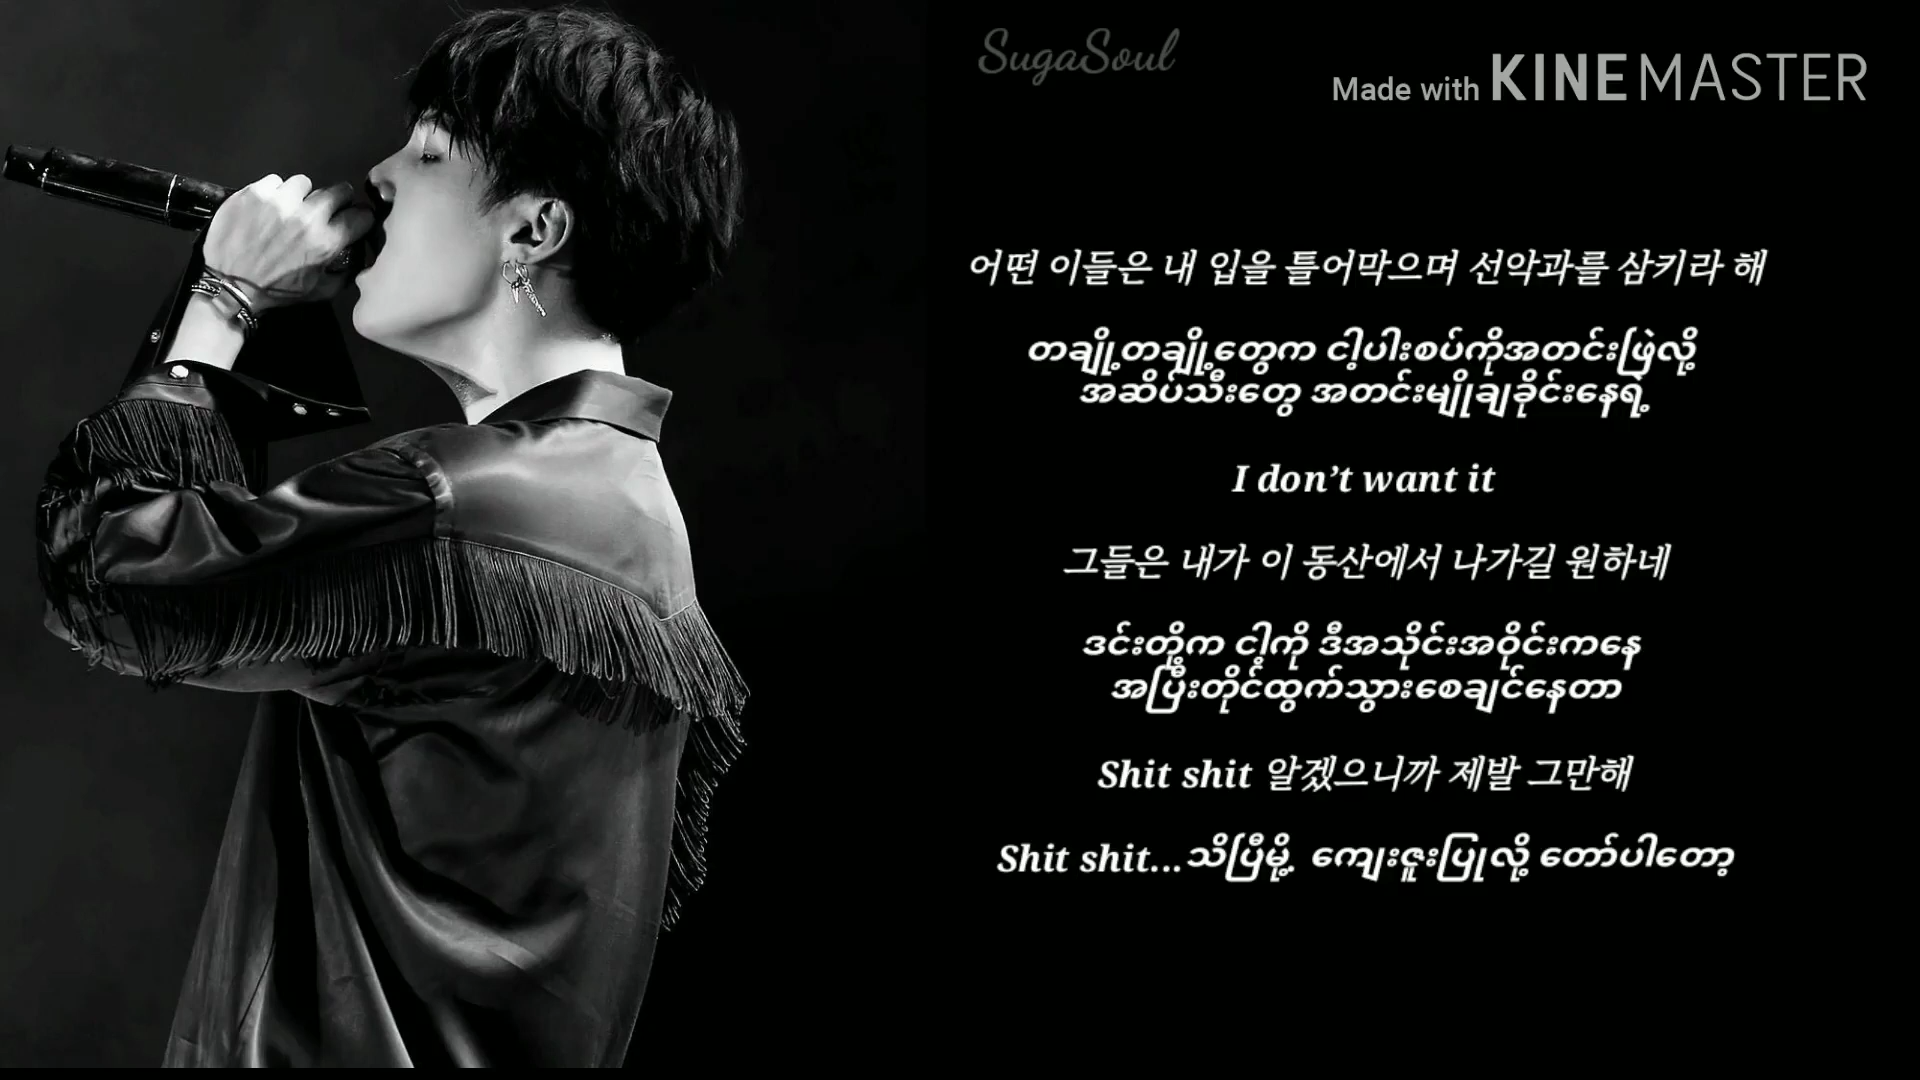 SugaSoul
Made with KINEMASTER
어떤 이들은 내 입을 틀어막으며 선악과를 삼키라 해
တချို့တချို့တွေက ငါ့ပါးစပ်ကိုအတင်းဖြဲလို့
အဆိပ်သီးတွေ အတင်းမျိုချခိုင်းနေရဲ့
I don’t want it
그들은 내가 이 동산에서 나가길 원하네
ဒင်းတို့က ငါ့ကို ဒီအသိုင်းအဝိုင်းကနေ
အပြီးတိုင်ထွက်သွားစေချင်နေတာ
Shit shit 알겠으니까 제발 그만해
Shit shit...သိပြီမို့ ကျေးဇူးပြုလို့ တော်ပါတော့